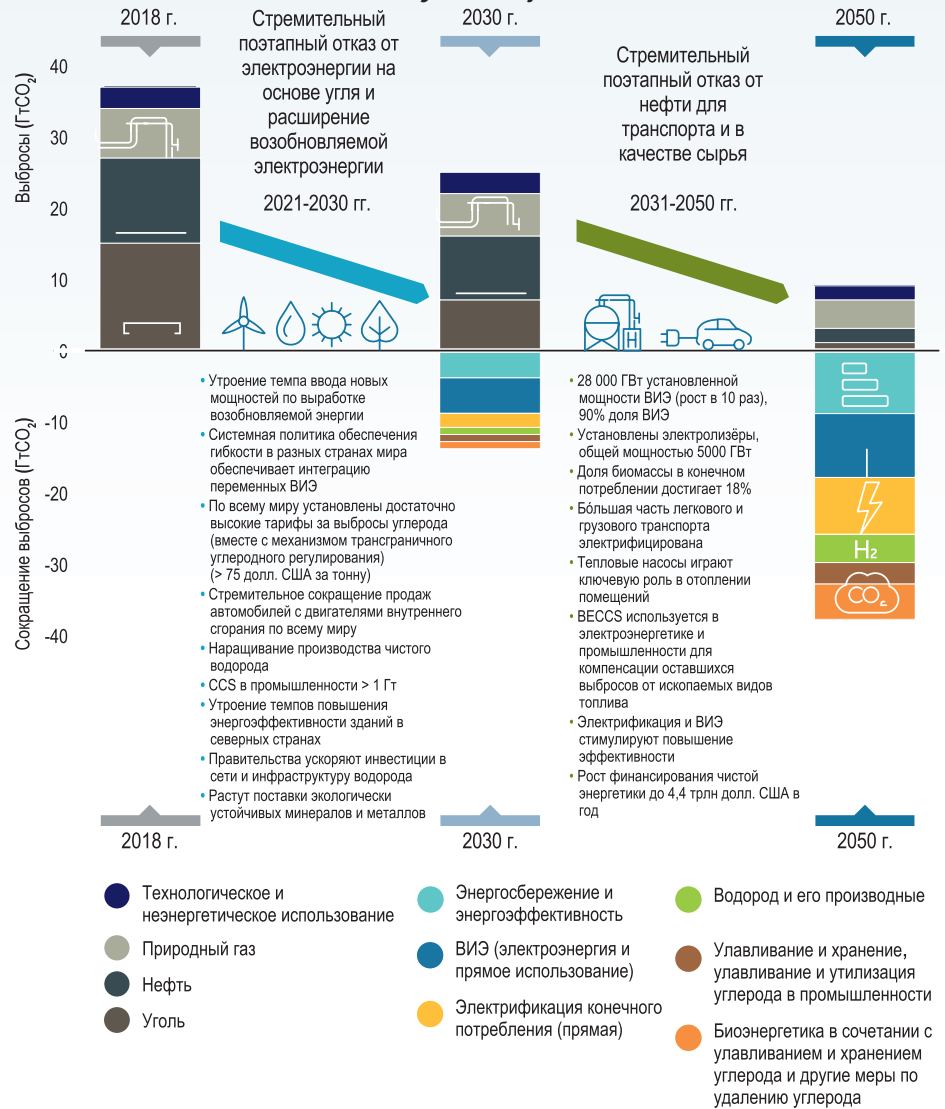 2018 г.
Стремительный
поэтапный отказ от
электроэнергии на
основе угля и
расширение
возобновляемой
электроэнергии
2021-2030 гг.
2030 г.
Стремительный
поэтапный отказ от
нефти для
транспорта и в
качестве сырья
2031-2050 гг.
2050 г.
Выбросы (ГтCO₂)
40
30
20
10
0
Сокращение выбросов (ГтCO₂)
-10
-20
-30
-40
H
H₂
CO₂
• Утроение темпа ввода новых
мощностей по выработке
возобновляемой энергии
• Системная политика обеспечения
гибкости в разных странах мира
обеспечивает интеграцию
переменных ВИЭ
• По всему миру установлены достаточно
высокие тарифы за выбросы углерода
(вместе с механизмом трансграничного
углеродного регулирования)
(> 75 долл. США за тонну)
• Стремительное сокращение продаж
автомобилей с двигателями внутреннего
сгорания по всему миру
• Наращивание производства чистого
водорода
• CCS в промышленности > 1 Гт
• Утроение темпов повышения
энергоэффективности зданий в
северных странах
• Правительства ускоряют инвестиции в
сети и инфраструктуру водорода
• Растут поставки экологически
устойчивых минералов и металлов
• 28 000 ГВт установленной
мощности ВИЭ (рост в 10 раз),
90% доля ВИЭ
• Установлены электролизёры,
общей мощностью 5000 ГВт
• Доля биомассы в конечном
потреблении достигает 18%
• Бóльшая часть легкового и
грузового транспорта
электрифицирована
• Тепловые насосы играют
ключевую роль в отоплении
помещений
• BECCS используется в
электроэнергетике и
промышленности для
компенсации оставшихся
выбросов от ископаемых видов
топлива
• Электрификация и ВИЭ
стимулируют повышение
эффективности
• Рост финансирования чистой
энергетики до 4,4 трлн долл. США в
год
2018 г.
2030 г.
2050 г.
Технологическое и
неэнергетическое использование
Природный газ
Нефть
Уголь
Энергосбережение и
энергоэффективность
ВИЭ (электроэнергия и
прямое использование)
Электрификация конечного
потребления (прямая)
Водород и его производные
Улавливание и хранение,
улавливание и утилизация
углерода в промышленности
Биоэнергетика в сочетании с
улавливанием и хранением
углерода и другие меры по
удалению углерода